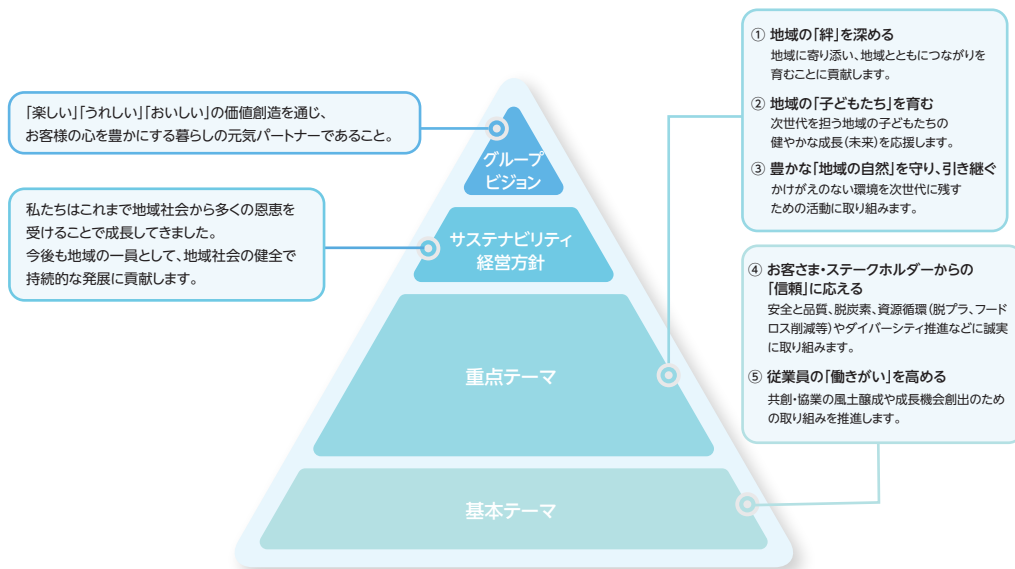 「楽しい」「うれしい」「おいしい」の価値創造を通じ、
お客様の心を豊かにする暮らしの元気パートナーであること。
私たちはこれまで地域社会から多くの恩恵を
受けることで成長してきました。
今後も地域の一員として、地域社会の健全で
持続的な発展に貢献します。
グループ
ビジョン
サステナビリティ
経営方針
重点テーマ
基本テーマ
① 地域の「絆」を深める
地域に寄り添い、地域とともにつながりを
育むことに貢献します。
② 地域の「子どもたち」を育む
次世代を担う地域の子どもたちの
健やかな成長(未来)を応援します。
③ 豊かな「地域の自然」を守り、引き継ぐ
かけがえのない環境を次世代に残す
ための活動に取り組みます。
④ お客さま・ステークホルダーからの
「信頼」に応える
安全と品質、脱炭素、資源循環(脱プラ、フード
ロス削減等)やダイバーシティ推進などに誠実
に取り組みます。
⑤ 従業員の「働きがい」を高める
共創・協業の風土醸成や成長機会創出のため
の取り組みを推進します。